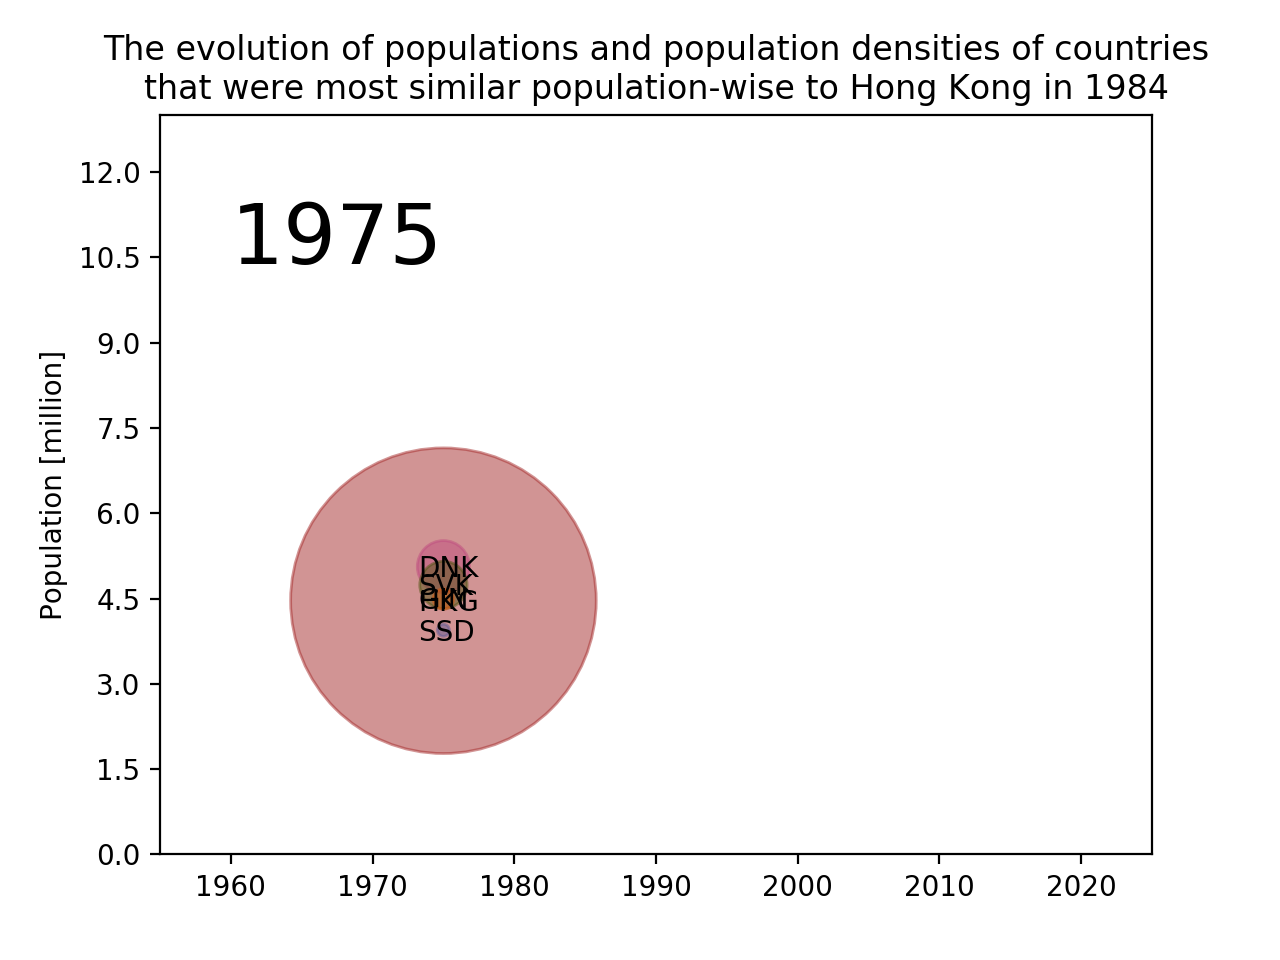 The evolution of populations and population densities of countries
that were most similar population-wise to Hong Kong in 1984
12.0
1975
10.5
9.0
7.5
Population [million]
6.0
DNK
SVK
4.5
HKG
SSD
3.0
1.5
0.0
1960 1970 1980 1990 2000 2010 2020